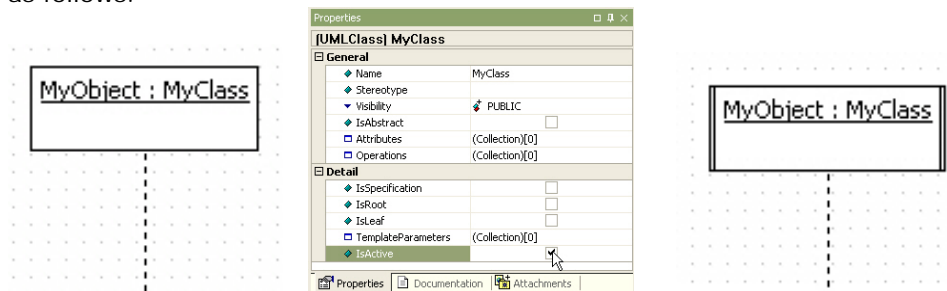 as follows.
MyObject : MyClass
Properties
(UMLClass) MyClass
General
Name MyClass
Stereotype
Visibility PUBLIC
IsAbstract
Attributes (Collection)[0]
Operations (Collection)[0]
Detail
IsSpecification
IsRoot
IsLeaf
TemplateParameters (Collection)[0]
IsActive
Properties Documentation Attachments
MyObject : MyClass